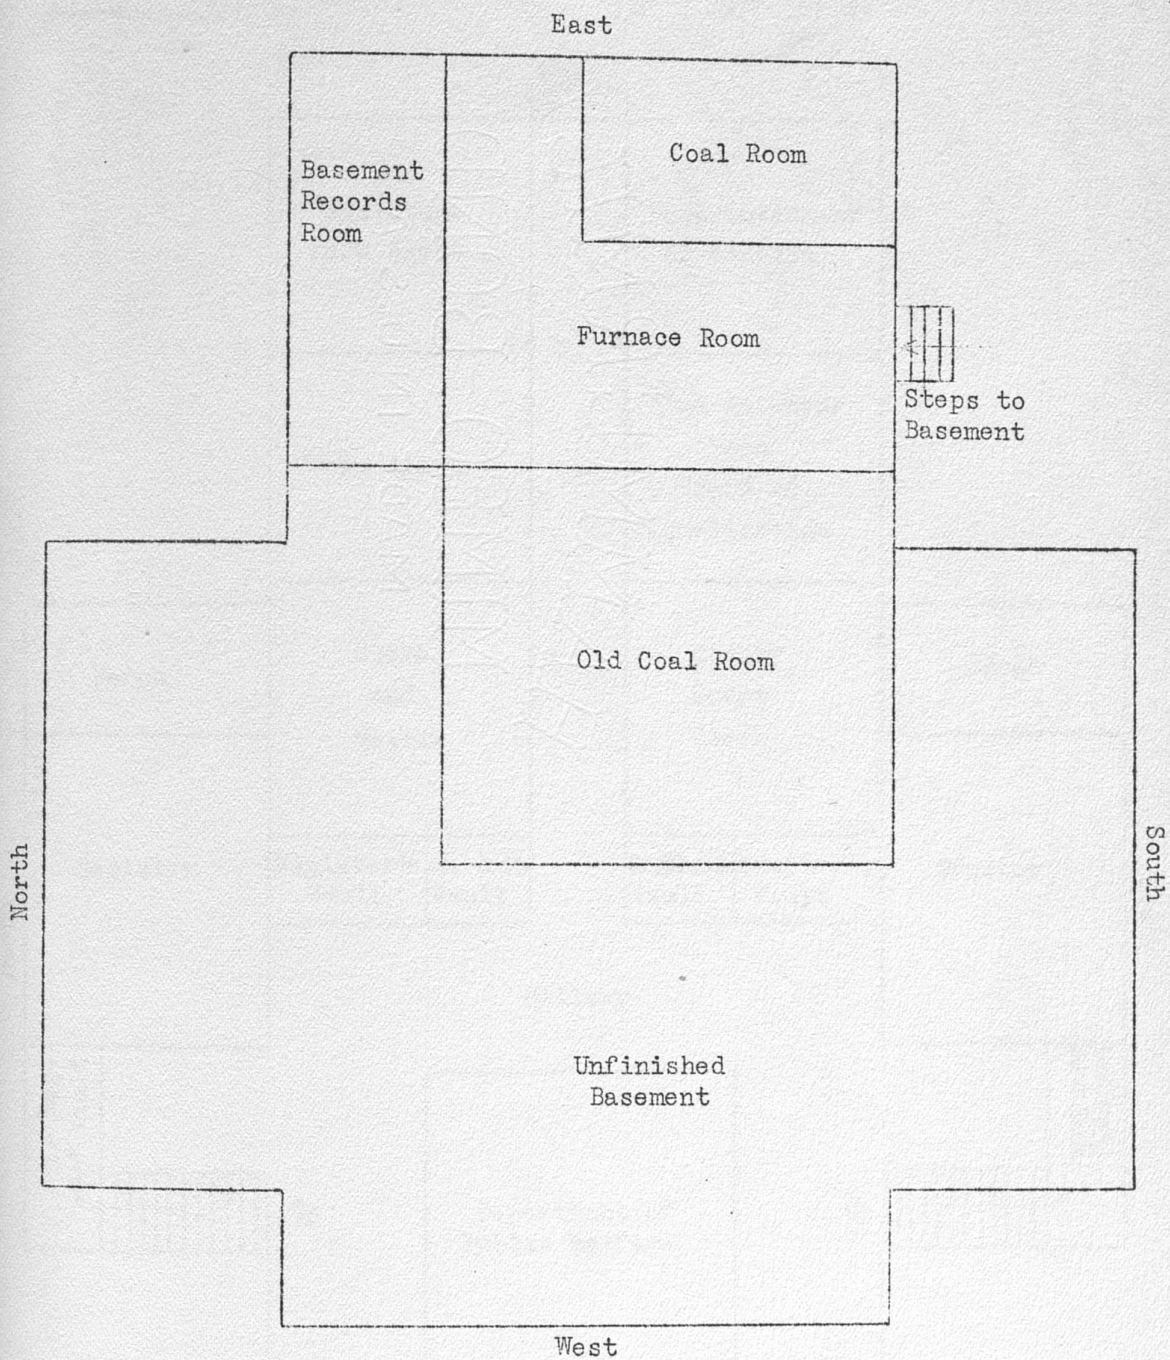 East
Coal Room
Basement
Records
Room
Furnace Room
Steps to
Basement
Old Coal Room
North
South
Unfinished
Basement
West